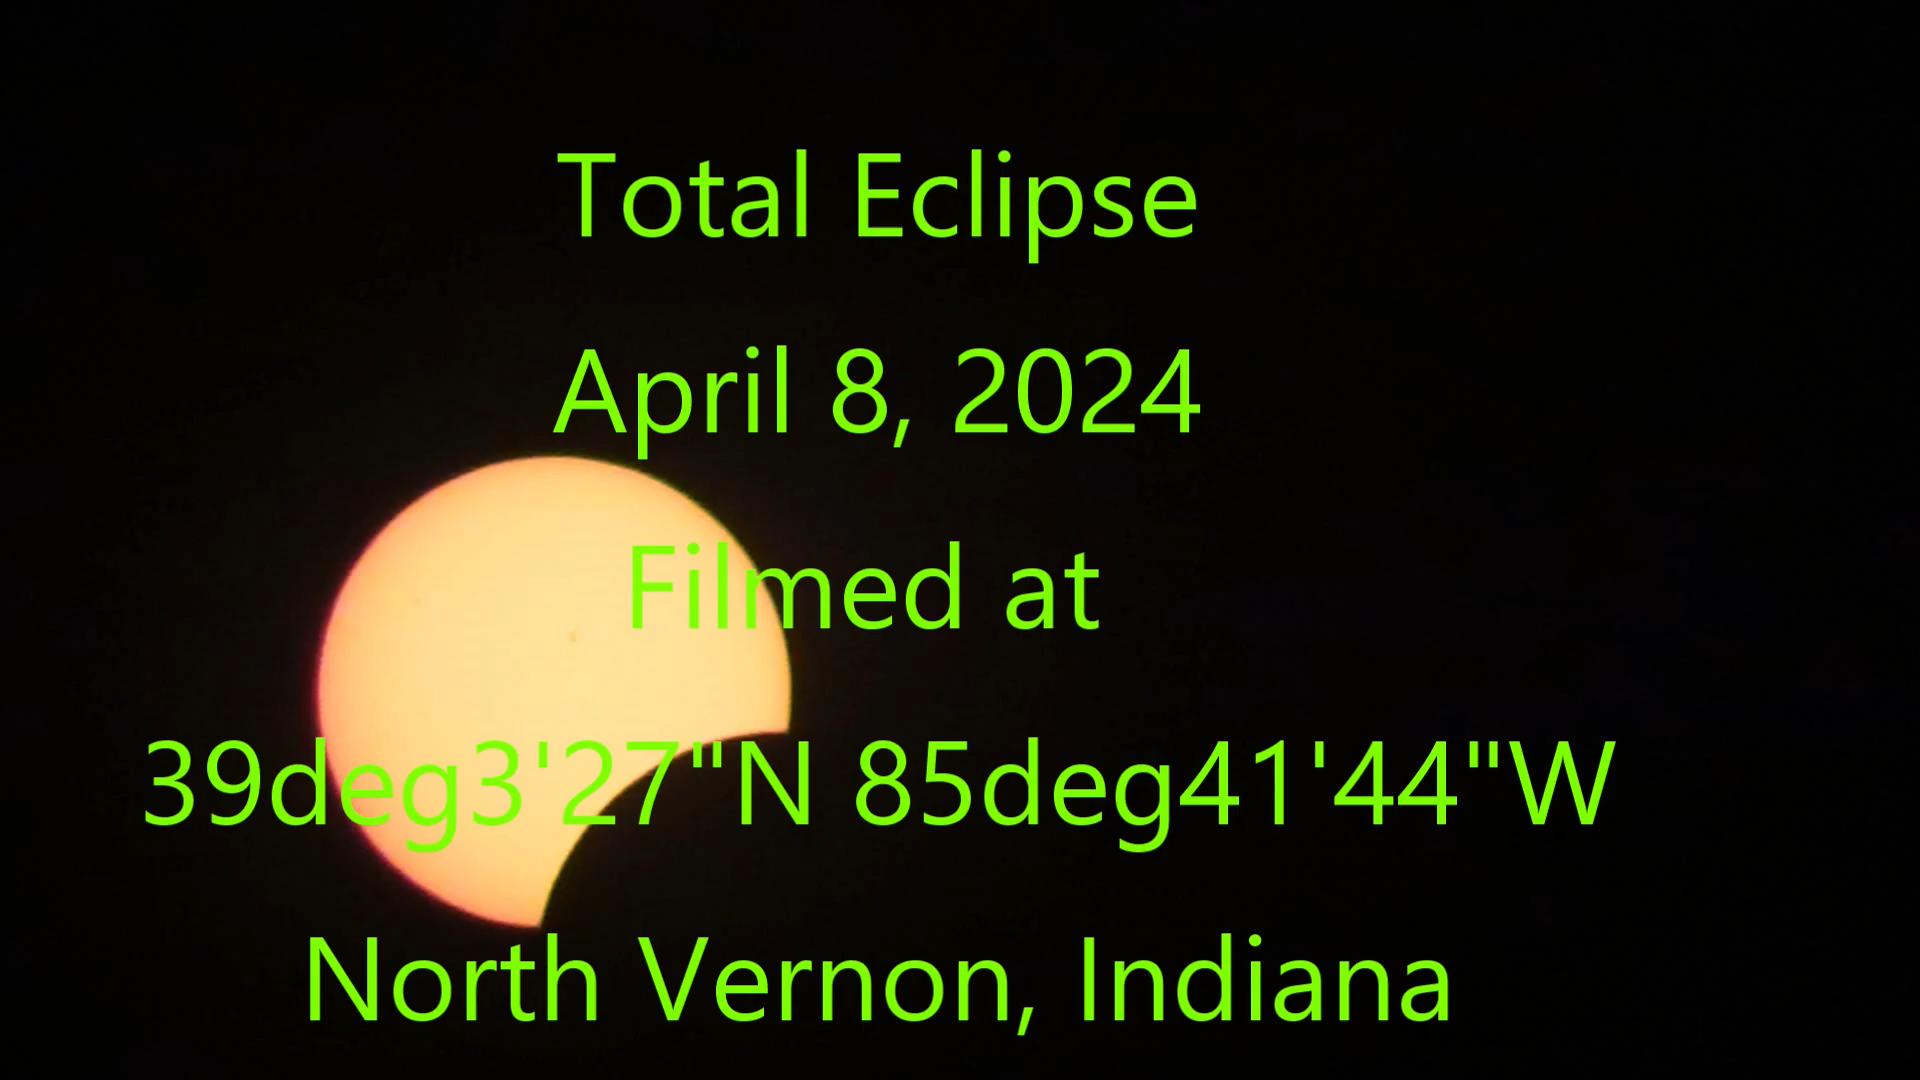 Total Eclipse
April 8, 2024
Filmed at
39deg3'27"N 85deg41'44"W
North Vernon, Indiana